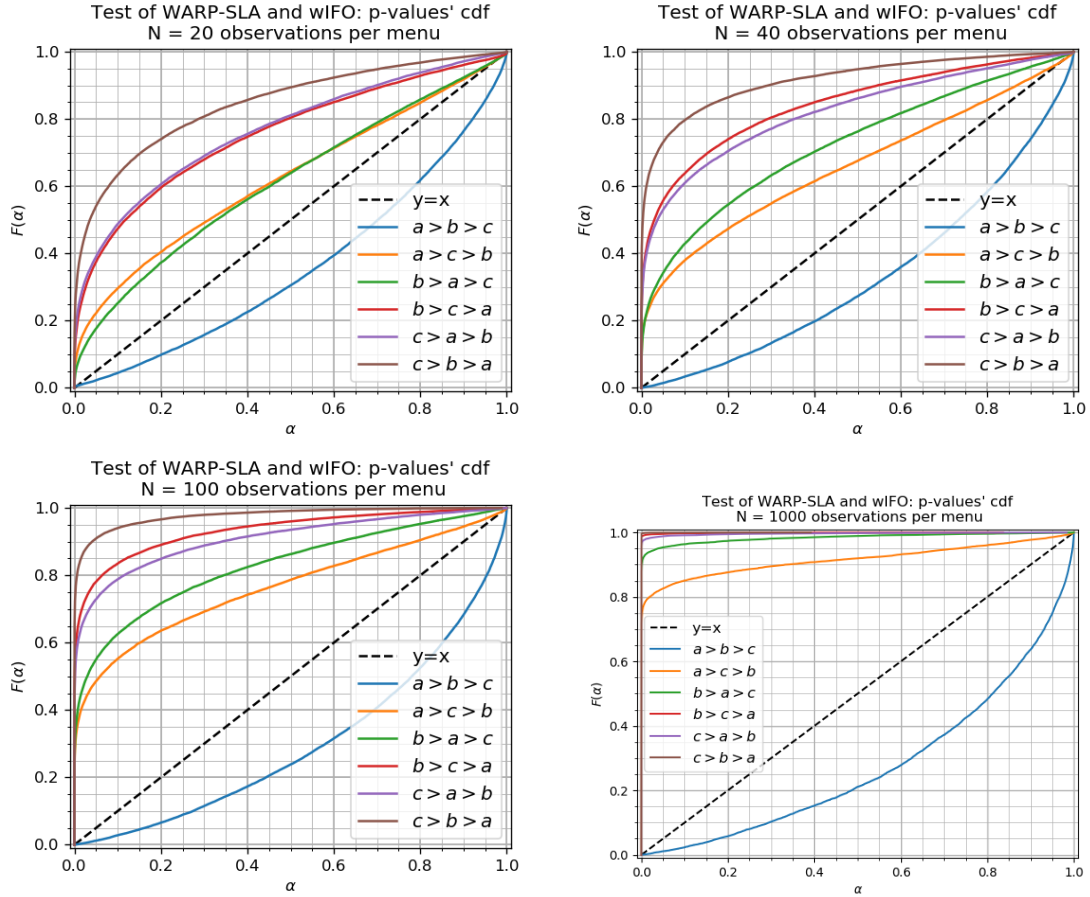 Test of WARP-SLA and wIFO: p-values' cdf
N = 20 observations per menu
1.0
0.8
0.6
0.4
0.2
0.0
F(α)
y=x
a > b > c
a > c > b
b > a > c
b > c > a
c > a > b
c > b > a
0.0 0.2 0.4 0.6 0.8 1.0
α
Test of WARP-SLA and wIFO: p-values' cdf
N = 40 observations per menu
1.0
0.8
0.6
0.4
0.2
0.0
F(α)
y=x
a > b > c
a > c > b
b > a > c
b > c > a
c > a > b
c > b > a
0.0 0.2 0.4 0.6 0.8 1.0
α
Test of WARP-SLA and wIFO: p-values' cdf
N = 100 observations per menu
1.0
0.8
0.6
0.4
0.2
0.0
F(α)
y=x
a > b > c
a > c > b
b > a > c
b > c > a
c > a > b
c > b > a
0.0 0.2 0.4 0.6 0.8 1.0
α
Test of WARP-SLA and wIFO: p-values' cdf
N = 1000 observations per menu
1.0
0.8
0.6
0.4
0.2
0.0
F(α)
y=x
a > b > c
a > c > b
b > a > c
b > c > a
c > a > b
c > b > a
0.0 0.2 0.4 0.6 0.8 1.0
α